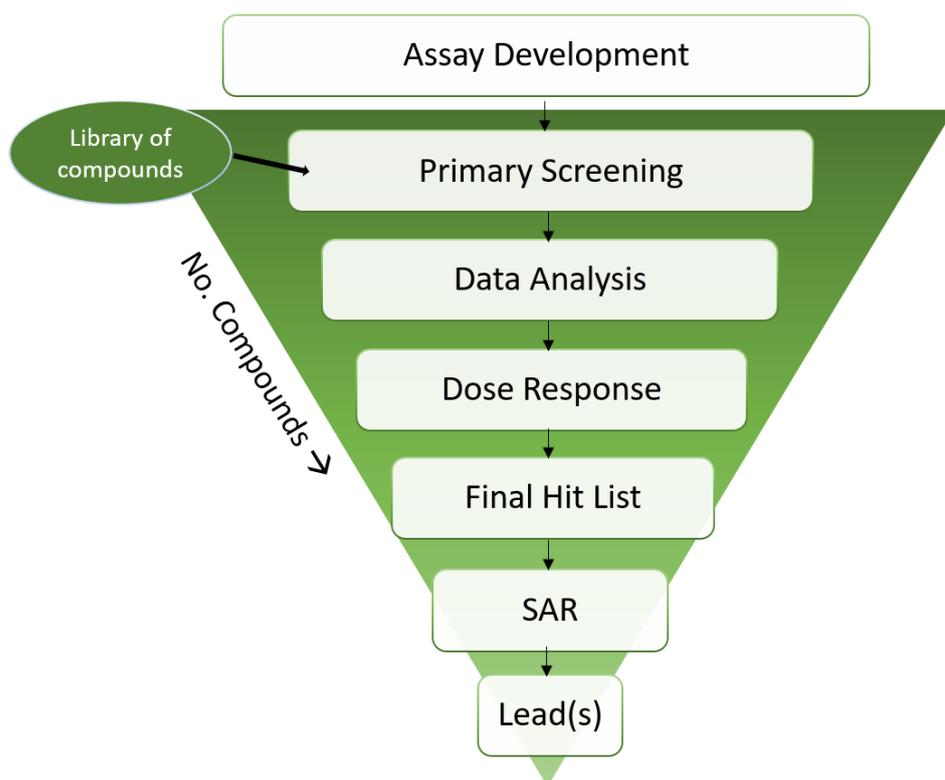 Assay Development
Library of
compounds
Primary Screening
Data Analysis
No. Compounds →
Dose Response
Final Hit List
SAR
Lead(s)